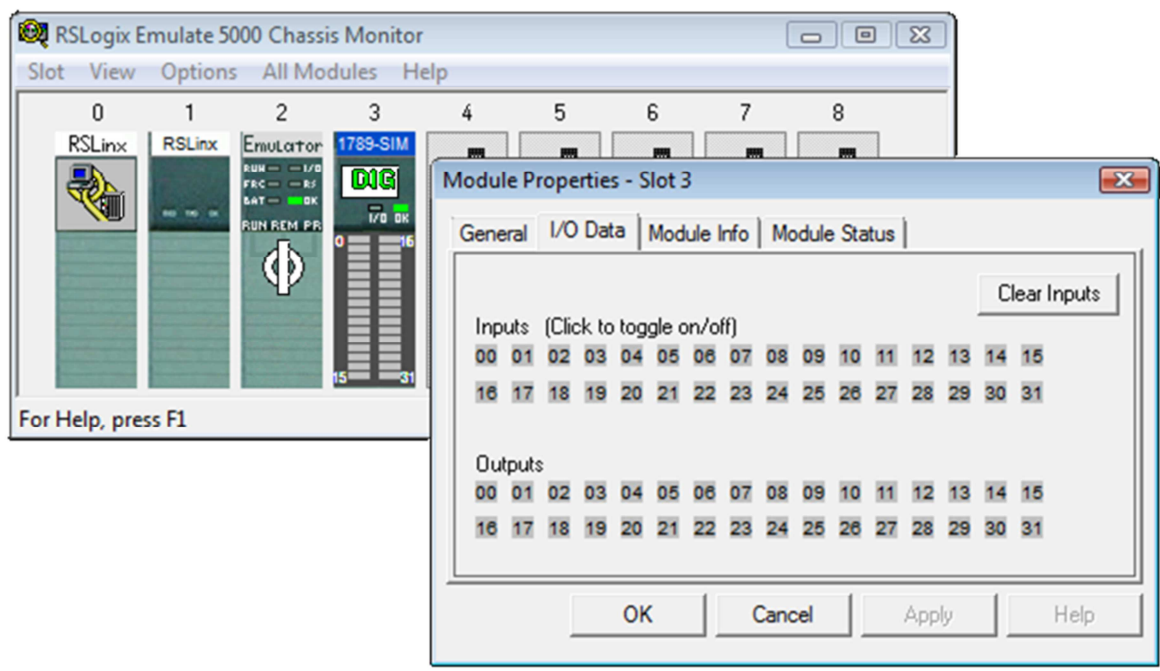 RSLogix Emulate 5000 Chassis Monitor
Slot View Options All Modules Help
0 1 2 3 4 5 6 7 8
RSLinx RSLinx Emulator 1789-SIM
RUN I/O
FRC RS
BAT OK
RUN REM PR
DIG
I/O OK
0 16
15 31
For Help, press F1
Module Properties - Slot 3
General I/O Data Module Info Module Status
Clear Inputs
Inputs (Click to toggle on/off)
00 01 02 03 04 05 06 07 08 09 10 11 12 13 14 15
16 17 18 19 20 21 22 23 24 25 26 27 28 29 30 31
Outputs
00 01 02 03 04 05 06 07 08 09 10 11 12 13 14 15
16 17 18 19 20 21 22 23 24 25 26 27 28 29 30 31
OK Cancel Apply Help